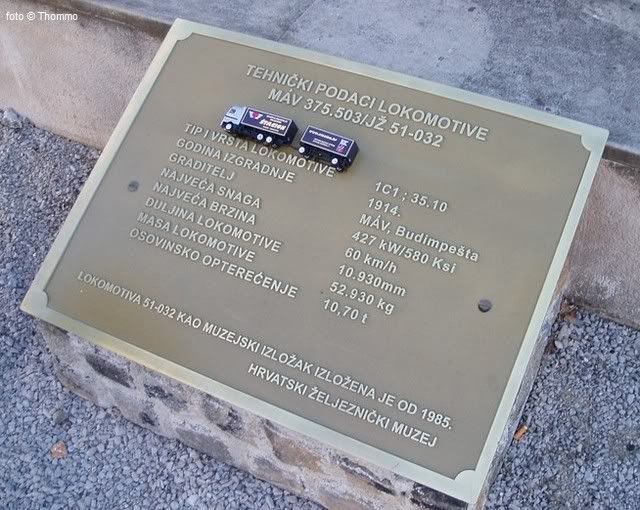 foto © Thommo
TEHNIČKI PODACI LOKOMOTIVE
MÁV 375.503/JŽ 51-032
TIP I VRSTA LOKOMOTIVE 1C1 ; 35.10
GODINA IZGRADNJE 1914.
GRADITELJ MÁV, Budimpešta
NAJVEĆA SNAGA 427 kW/580 Ksi
NAJVEĆA BRZINA 60 km/h
DULJINA LOKOMOTIVE 10.930mm
MASA LOKOMOTIVE 52.930 kg
OSOVINSKO OPTEREĆENJE 10,70 t
LOKOMOTIVA 51-032 KAO MUZEJSKI IZLOŽAK IZLOŽENA JE OD 1985.
HRVATSKI ŽELJEZNIČKI MUZEJ